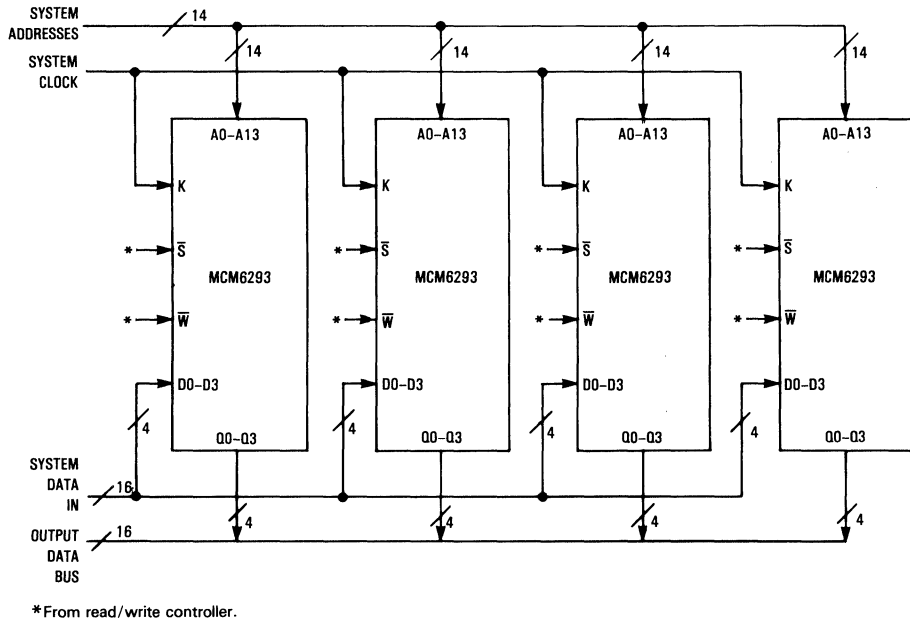 SYSTEM
ADDRESSES
14
14
14
14
14
SYSTEM
CLOCK
A0-A13
A0-A13
A0-A13
A0-A13
K
K
K
K
* S̅
* S̅
* S̅
* S̅
MCM6293
MCM6293
MCM6293
MCM6293
* W̅
* W̅
* W̅
* W̅
D0-D3
D0-D3
D0-D3
D0-D3
4
4
4
4
Q0-Q3
Q0-Q3
Q0-Q3
Q0-Q3
SYSTEM
DATA
IN
16
4
4
4
4
OUTPUT
DATA
BUS
16
*From read/write controller.